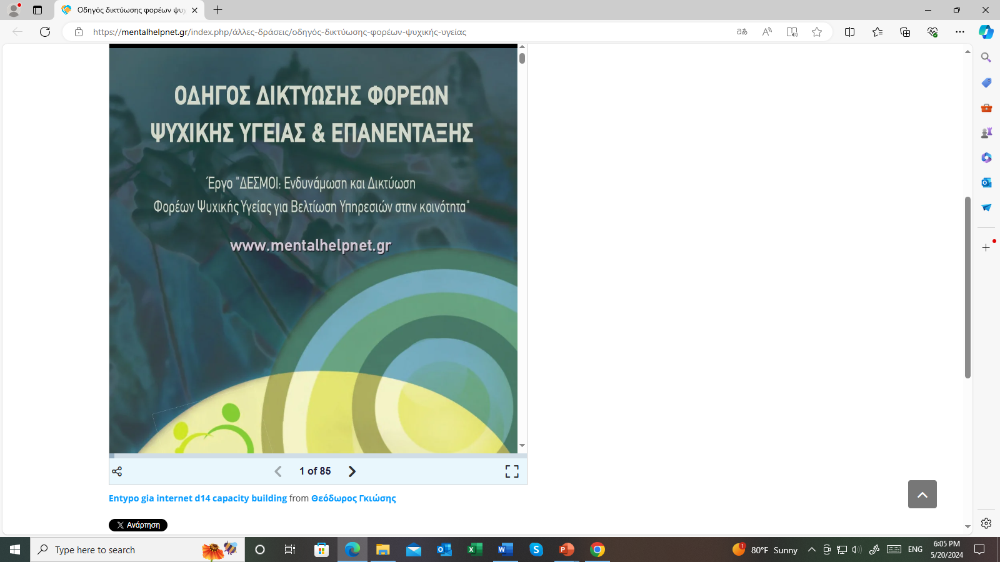 Οδηγός δικτύωσης φορέων ψυχ
https://mentalhelpnet.gr/index.php/άλλες-δράσεις/οδηγός-δικτύωσης-φορέων-ψυχικής-υγείας
ΟΔΗΓΟΣ ΔΙΚΤΥΩΣΗΣ ΦΟΡΕΩΝ
ΨΥΧΙΚΗΣ ΥΓΕΙΑΣ & ΕΠΑΝΕΝΤΑΞΗΣ
Έργο "ΔΕΣΜΟΙ: Ενδυνάμωση και Δικτύωση
Φορέων Ψυχικής Υγείας για Βελτίωση Υπηρεσιών στην κοινότητα"
www.mentalhelpnet.gr
1 of 85
Entypo gia internet d14 capacity building from Θεόδωρος Γκιώσης
Ανάρτηση
Type here to search
1
80°F Sunny
ENG
6:05 PM
5/20/2024